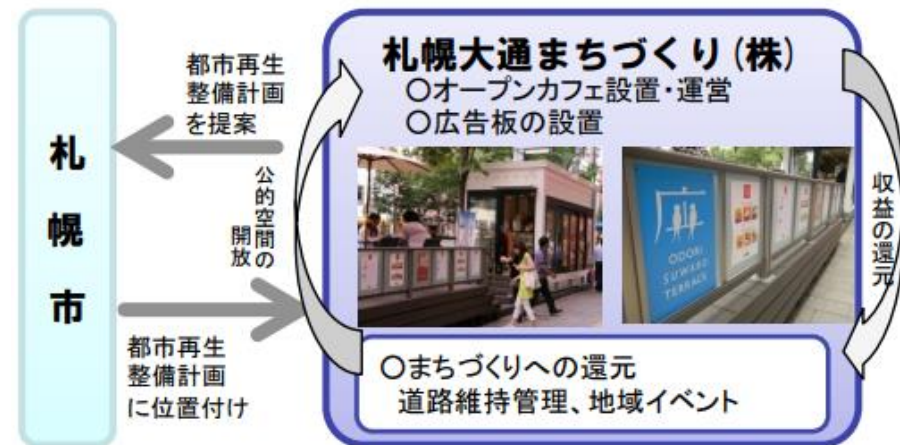 札幌市
都市再生
整備計画
を提案
公的空間の
開放
都市再生
整備計画
に位置付け
札幌大通まちづくり(株)
○オープンカフェ設置・運営
○広告板の設置
座
ODORI
SUWARO
TERRACE
収益の還元
○まちづくりへの還元
道路維持管理、地域イベント